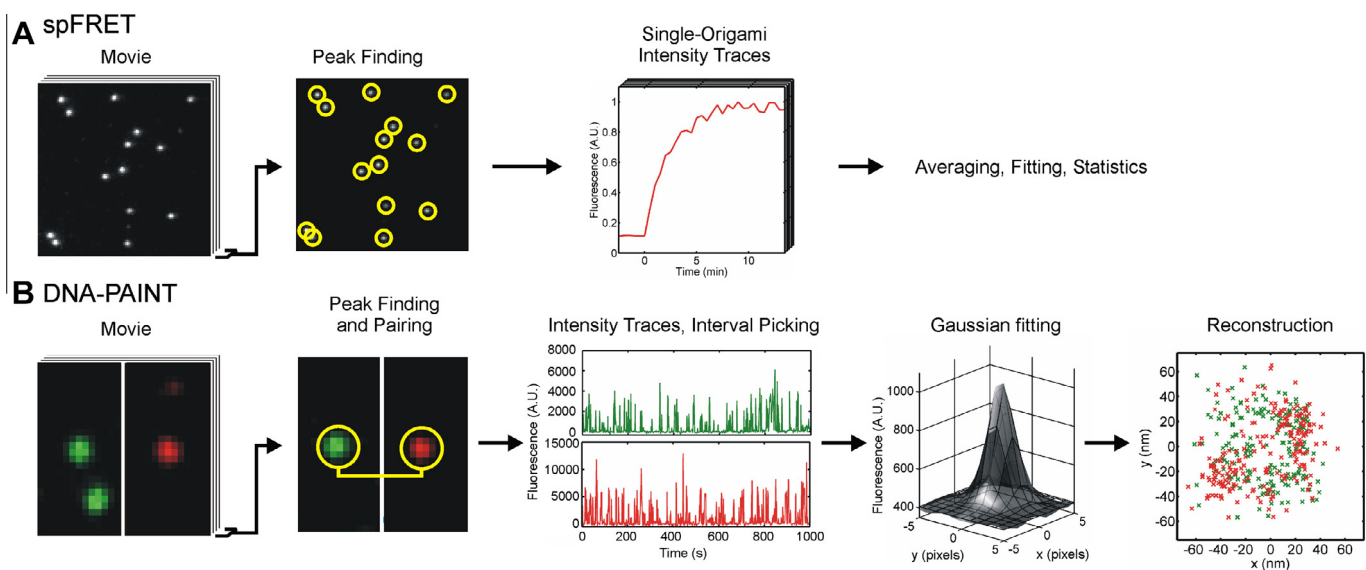 A spFRET
Movie
Peak Finding
Single-Origami
Intensity Traces
Fluorescence (A.U.)
1
0.8
0.6
0.4
0.2
0
0
5
10
Time (min)
Averaging, Fitting, Statistics
B DNA-PAINT
Movie
Peak Finding
and Pairing
Intensity Traces, Interval Picking
Fluorescence (A.U.)
8000
6000
4000
2000
0
15000
10000
5000
0
0 200 400 600 800 1000
Time (s)
Gaussian fitting
Fluorescence (A.U.)
1000
800
600
400
-5
0
5
y (pixels)
-5
0
5
x (pixels)
Reconstruction
y (nm)
60
40
20
0
-20
-40
-60
-60 -40 -20 0 20 40 60
x (nm)